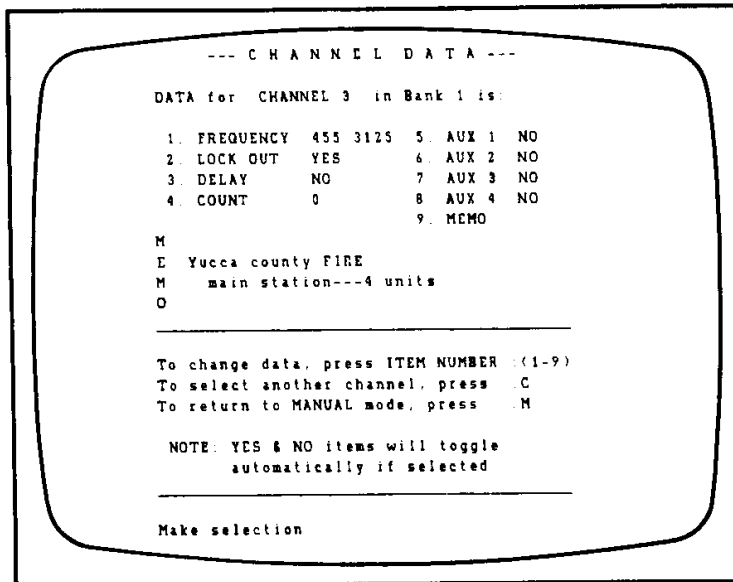 --- C H A N N E L   D A T A ---
DATA for CHANNEL 3 in Bank 1 is:
1. FREQUENCY 455 3125 5. AUX 1 NO
2. LOCK OUT YES 6. AUX 2 NO
3. DELAY NO 7 AUX 3 NO
4. COUNT 0 8 AUX 4 NO
9. MEMO
M
E Yucca county FIRE
M main station---4 units
O
To change data, press ITEM NUMBER :(1-9)
To select another channel, press :C
To return to MANUAL mode, press :M
NOTE: YES & NO items will toggle
automatically if selected
Make selection